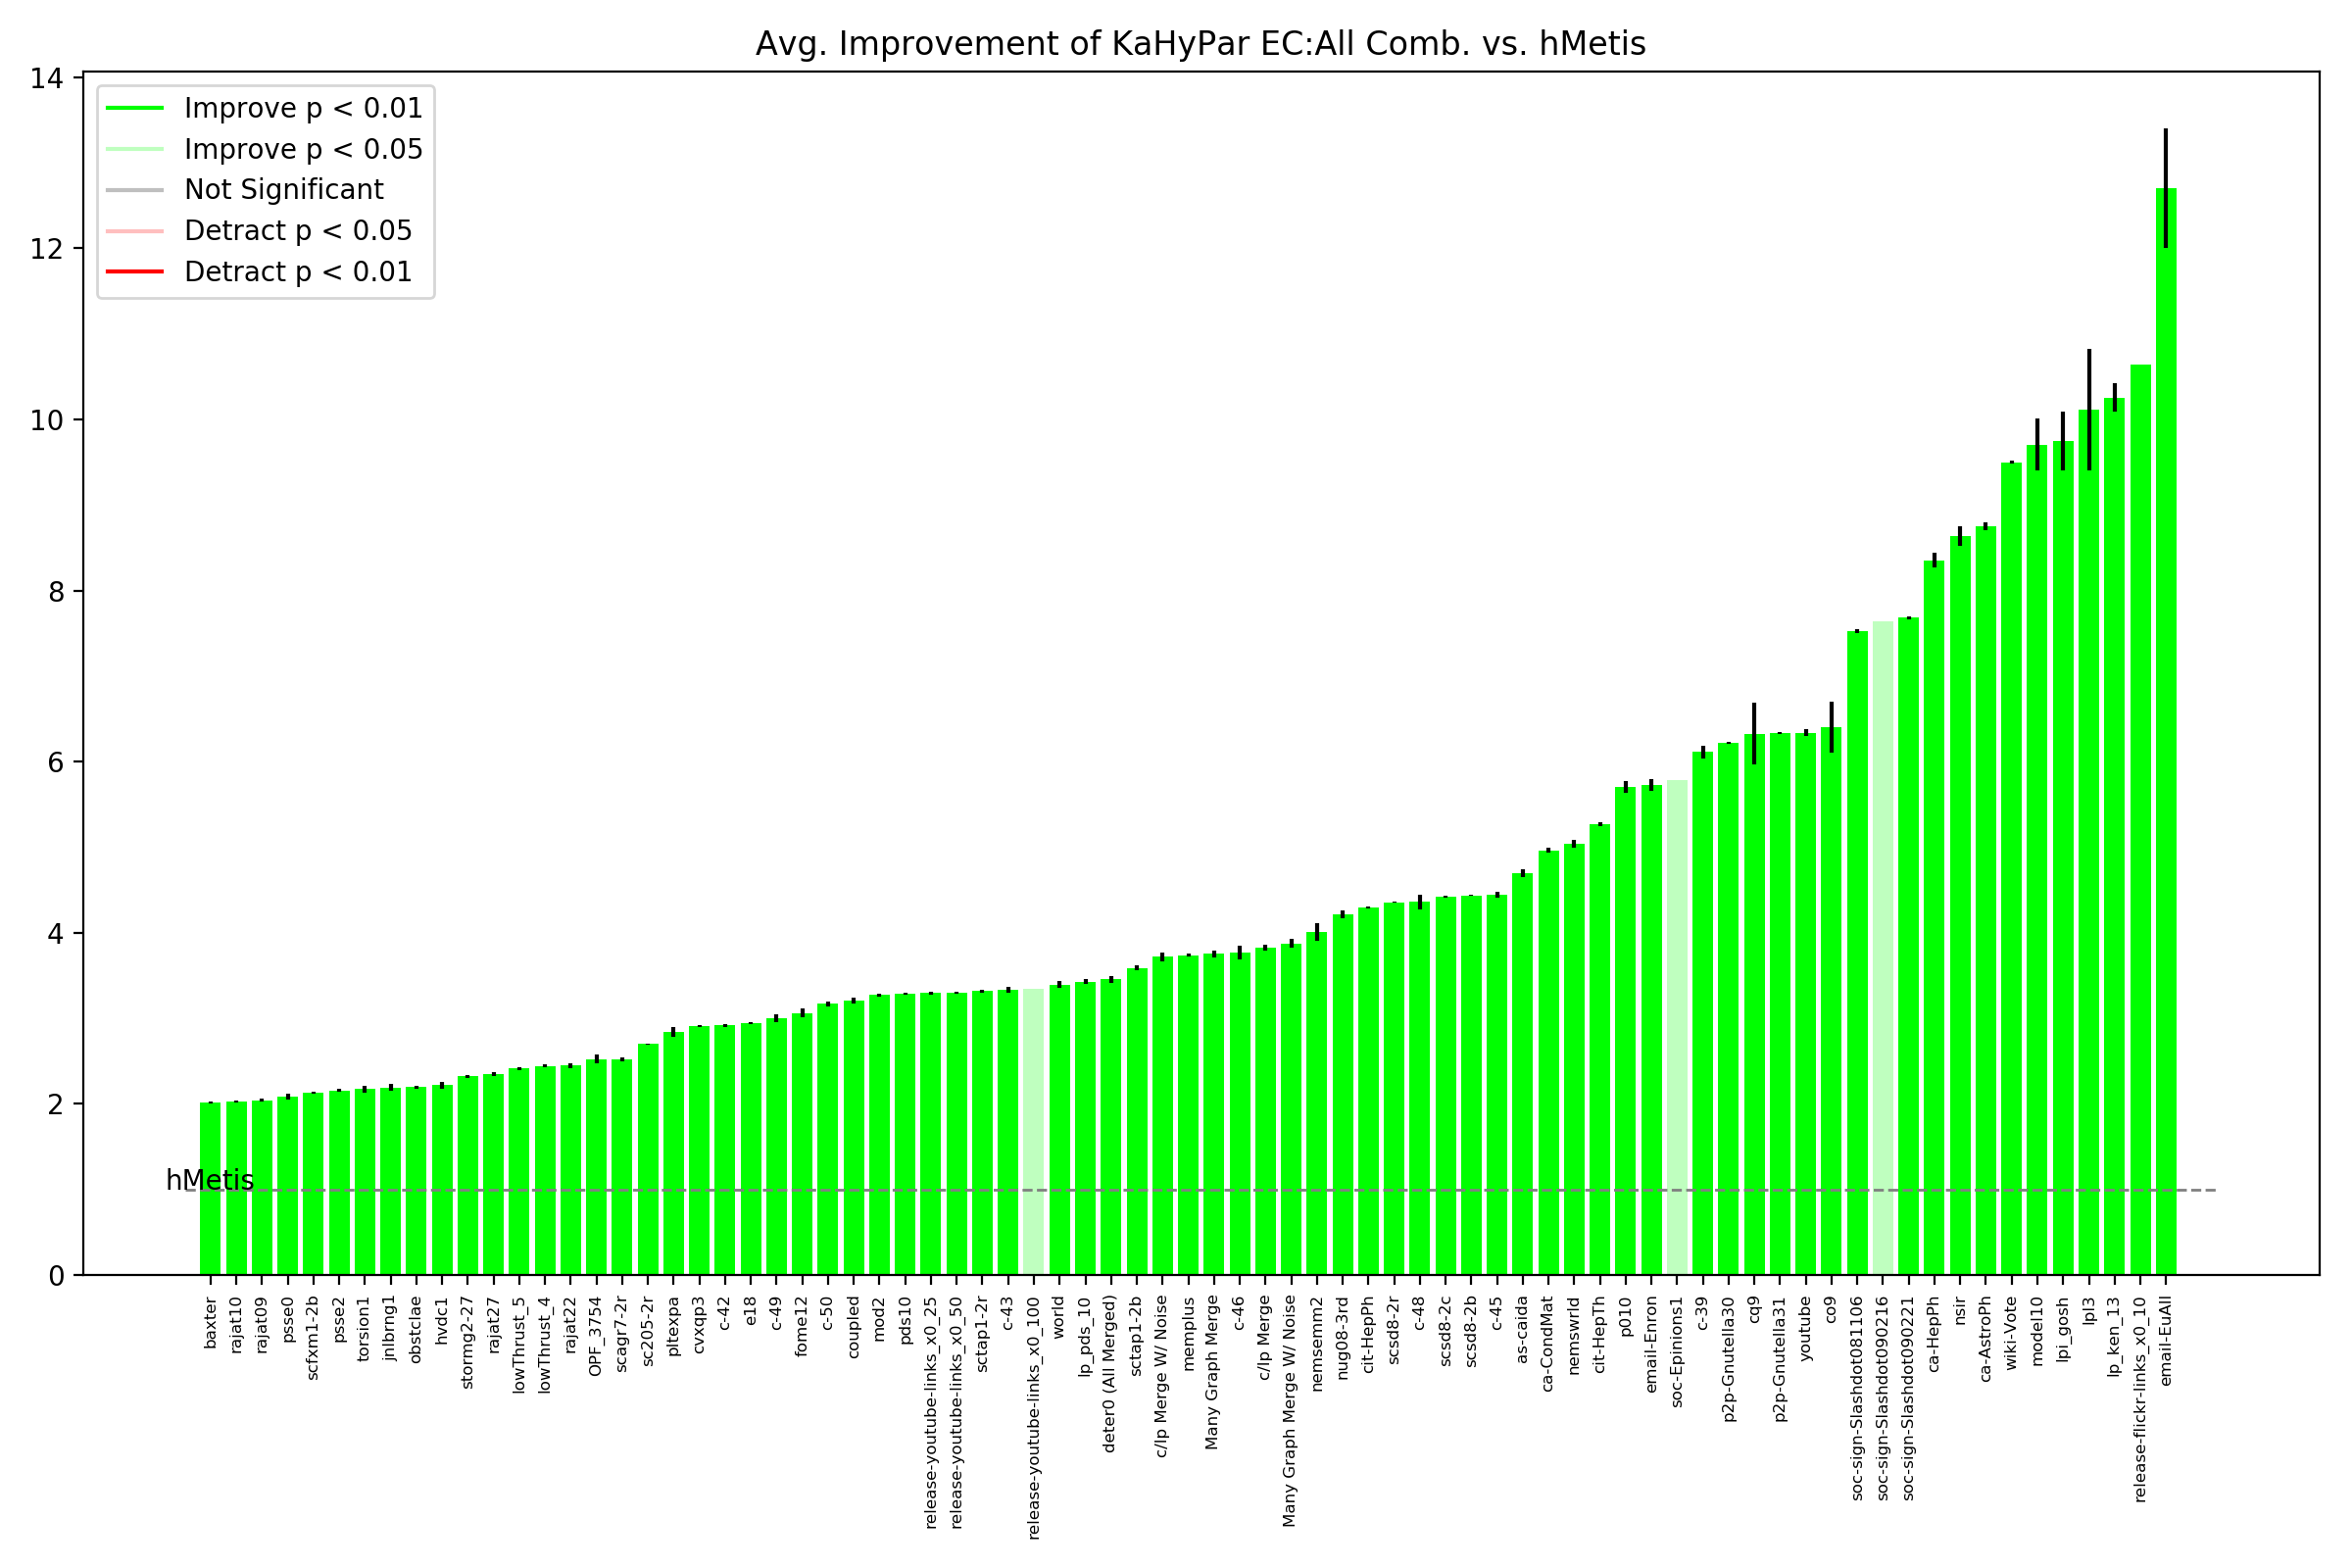 Avg. Improvement of KaHyPar EC:All Comb. vs. hMetis
14
12
10
8
6
4
2
0
Improve p < 0.01
Improve p < 0.05
Not Significant
Detract p < 0.05
Detract p < 0.01
hMetis
baxter
rajat10
rajat09
psse0
scfxm1-2b
psse2
torsion1
jnlbrng1
obstclae
hvdc1
stormg2-27
rajat27
lowThrust_5
lowThrust_4
rajat22
OPF_3754
scagr7-2r
sc205-2r
pltexpa
cvxqp3
c-42
e18
c-49
fome12
c-50
coupled
mod2
pds10
release-youtube-links_x0_25
release-youtube-links_x0_50
sctap1-2r
c-43
release-youtube-links_x0_100
world
lp_pds_10
deter0 (All Merged)
sctap1-2b
c/lp Merge W/ Noise
memplus
Many Graph Merge
c-46
c/lp Merge
Many Graph Merge W/ Noise
nemsemm2
nug08-3rd
cit-HepPh
scsd8-2r
c-48
scsd8-2c
scsd8-2b
c-45
as-caida
ca-CondMat
nemswrld
cit-HepTh
p010
email-Enron
soc-Epinions1
c-39
p2p-Gnutella30
cq9
p2p-Gnutella31
youtube
co9
soc-sign-Slashdot081106
soc-sign-Slashdot090216
soc-sign-Slashdot090221
ca-HepPh
nsir
ca-AstroPh
wiki-Vote
model10
lpi_gosh
lpl3
lp_ken_13
release-flickr-links_x0_10
email-EuAll